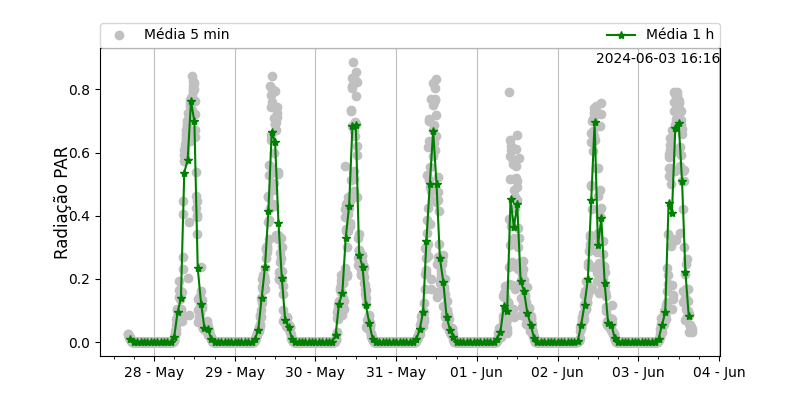 Média 5 min
Média 1 h
2024-06-03 16:16
Radiação PAR
0.8
0.6
0.4
0.2
0.0
28 - May
29 - May
30 - May
31 - May
01 - Jun
02 - Jun
03 - Jun
04 - Jun